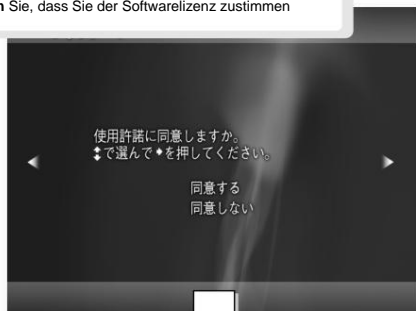 Sie, dass Sie der Softwarelizenz zustimmen
使用許諾に同意しますか。
で選んで◆を押してください。
同意する
同意しない